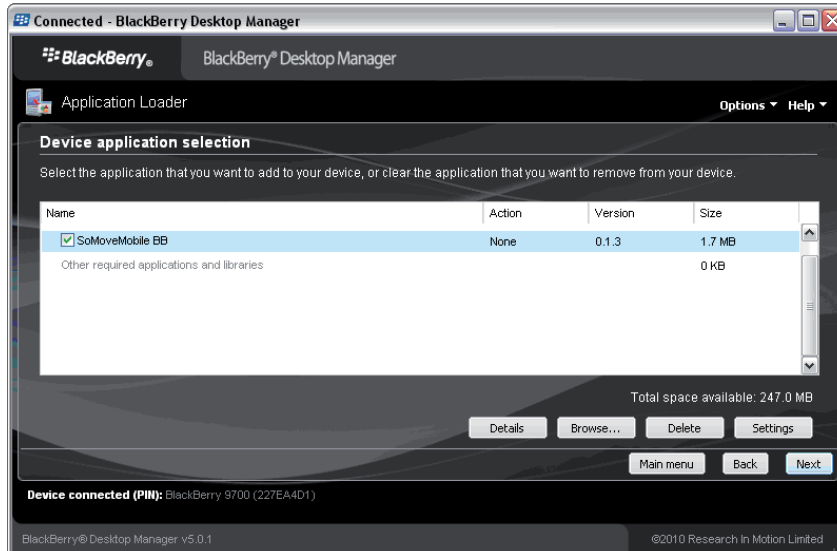 Connected - BlackBerry Desktop Manager
BlackBerry® BlackBerry® Desktop Manager
Application Loader Options Help
Device application selection
Select the application that you want to add to your device, or clear the application that you want to remove from your device.
Name Action Version Size
SoMoveMobile BB None 0.1.3 1.7 MB
Other required applications and libraries 0 KB
Total space available: 247.0 MB
Details Browse... Delete Settings
Main menu Back Next
Device connected (PIN): BlackBerry 9700 (227EA4D1)
BlackBerry® Desktop Manager v5.0.1 ©2010 Research In Motion Limited